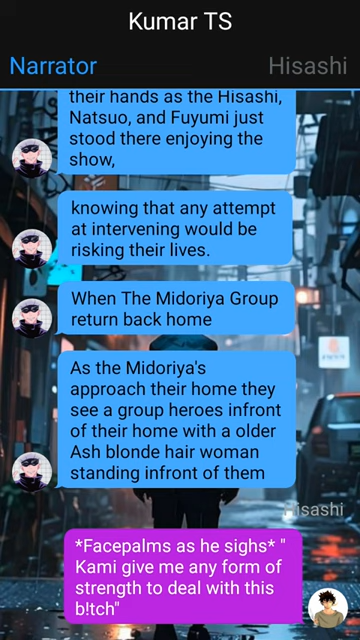 Kumar TS
Narrator
Hisashi
their hands as the Hisashi,
Natsuo, and Fuyumi just
stood there enjoying the
show,
knowing that any attempt
at intervening would be
risking their lives.
When The Midoriya Group
return back home
As the Midoriya's
approach their home they
see a group heroes infront
of their home with a older
Ash blonde hair woman
standing infront of them
Hisashi
*Facepalms as he sighs* "
Kami give me any form of
strength to deal with this
b!tch"